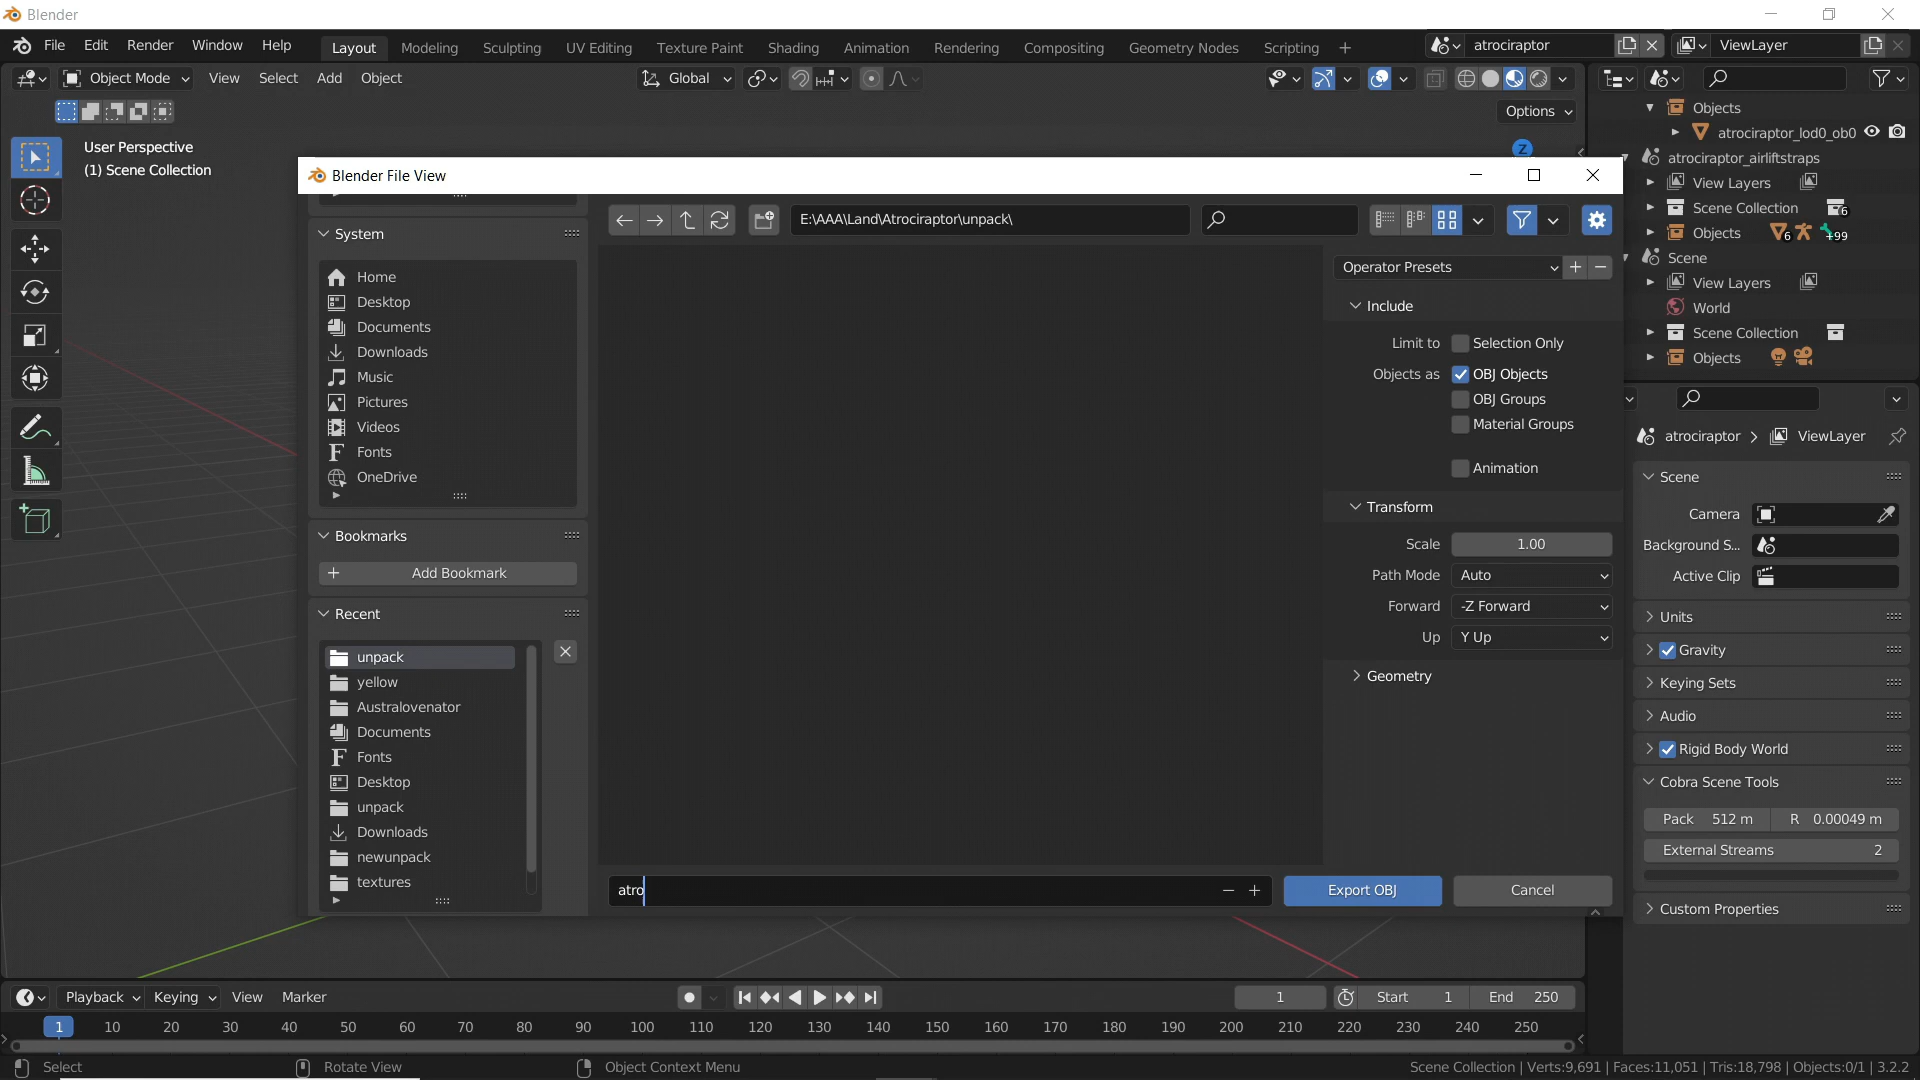 Blender
File Edit Render Window Help Layout Modeling Sculpting UV Editing Texture Paint Shading Animation Rendering Compositing Geometry Nodes Scripting + atrociraptor ViewLayer
Object Mode View Select Add Object Global
Options
User Perspective
(1) Scene Collection
Z
Blender File View
E:\AAA\Land\Atrociraptor\unpack\
System
Home
Desktop
Documents
Downloads
Music
Pictures
Videos
Fonts
OneDrive
Bookmarks
Add Bookmark
Recent
unpack
yellow
Australovenator
Documents
Fonts
Desktop
unpack
Downloads
newunpack
textures
atro
Export OBJ
Cancel
Operator Presets
Include
Limit to Selection Only
Objects as OBJ Objects
OBJ Groups
Material Groups
Animation
Transform
Scale 1.00
Path Mode Auto
Forward -Z Forward
Up Y Up
Geometry
Objects
atrociraptor_lod0_ob0
atrociraptor_airliftstraps
View Layers
Scene Collection 6
Objects 6 +99
Scene
View Layers
World
Scene Collection
Objects
atrociraptor > ViewLayer
Scene
Camera
Background S...
Active Clip
Units
Gravity
Keying Sets
Audio
Rigid Body World
Cobra Scene Tools
Pack 512 m R 0.00049 m
External Streams 2
Custom Properties
Playback Keying View Marker 1 Start 1 End 250
1 10 20 30 40 50 60 70 80 90 100 110 120 130 140 150 160 170 180 190 200 210 220 230 240 250
Select Rotate View Object Context Menu Scene Collection | Verts:9,691 | Faces:11,051 | Tris:18,798 | Objects:0/1 | 3.2.2